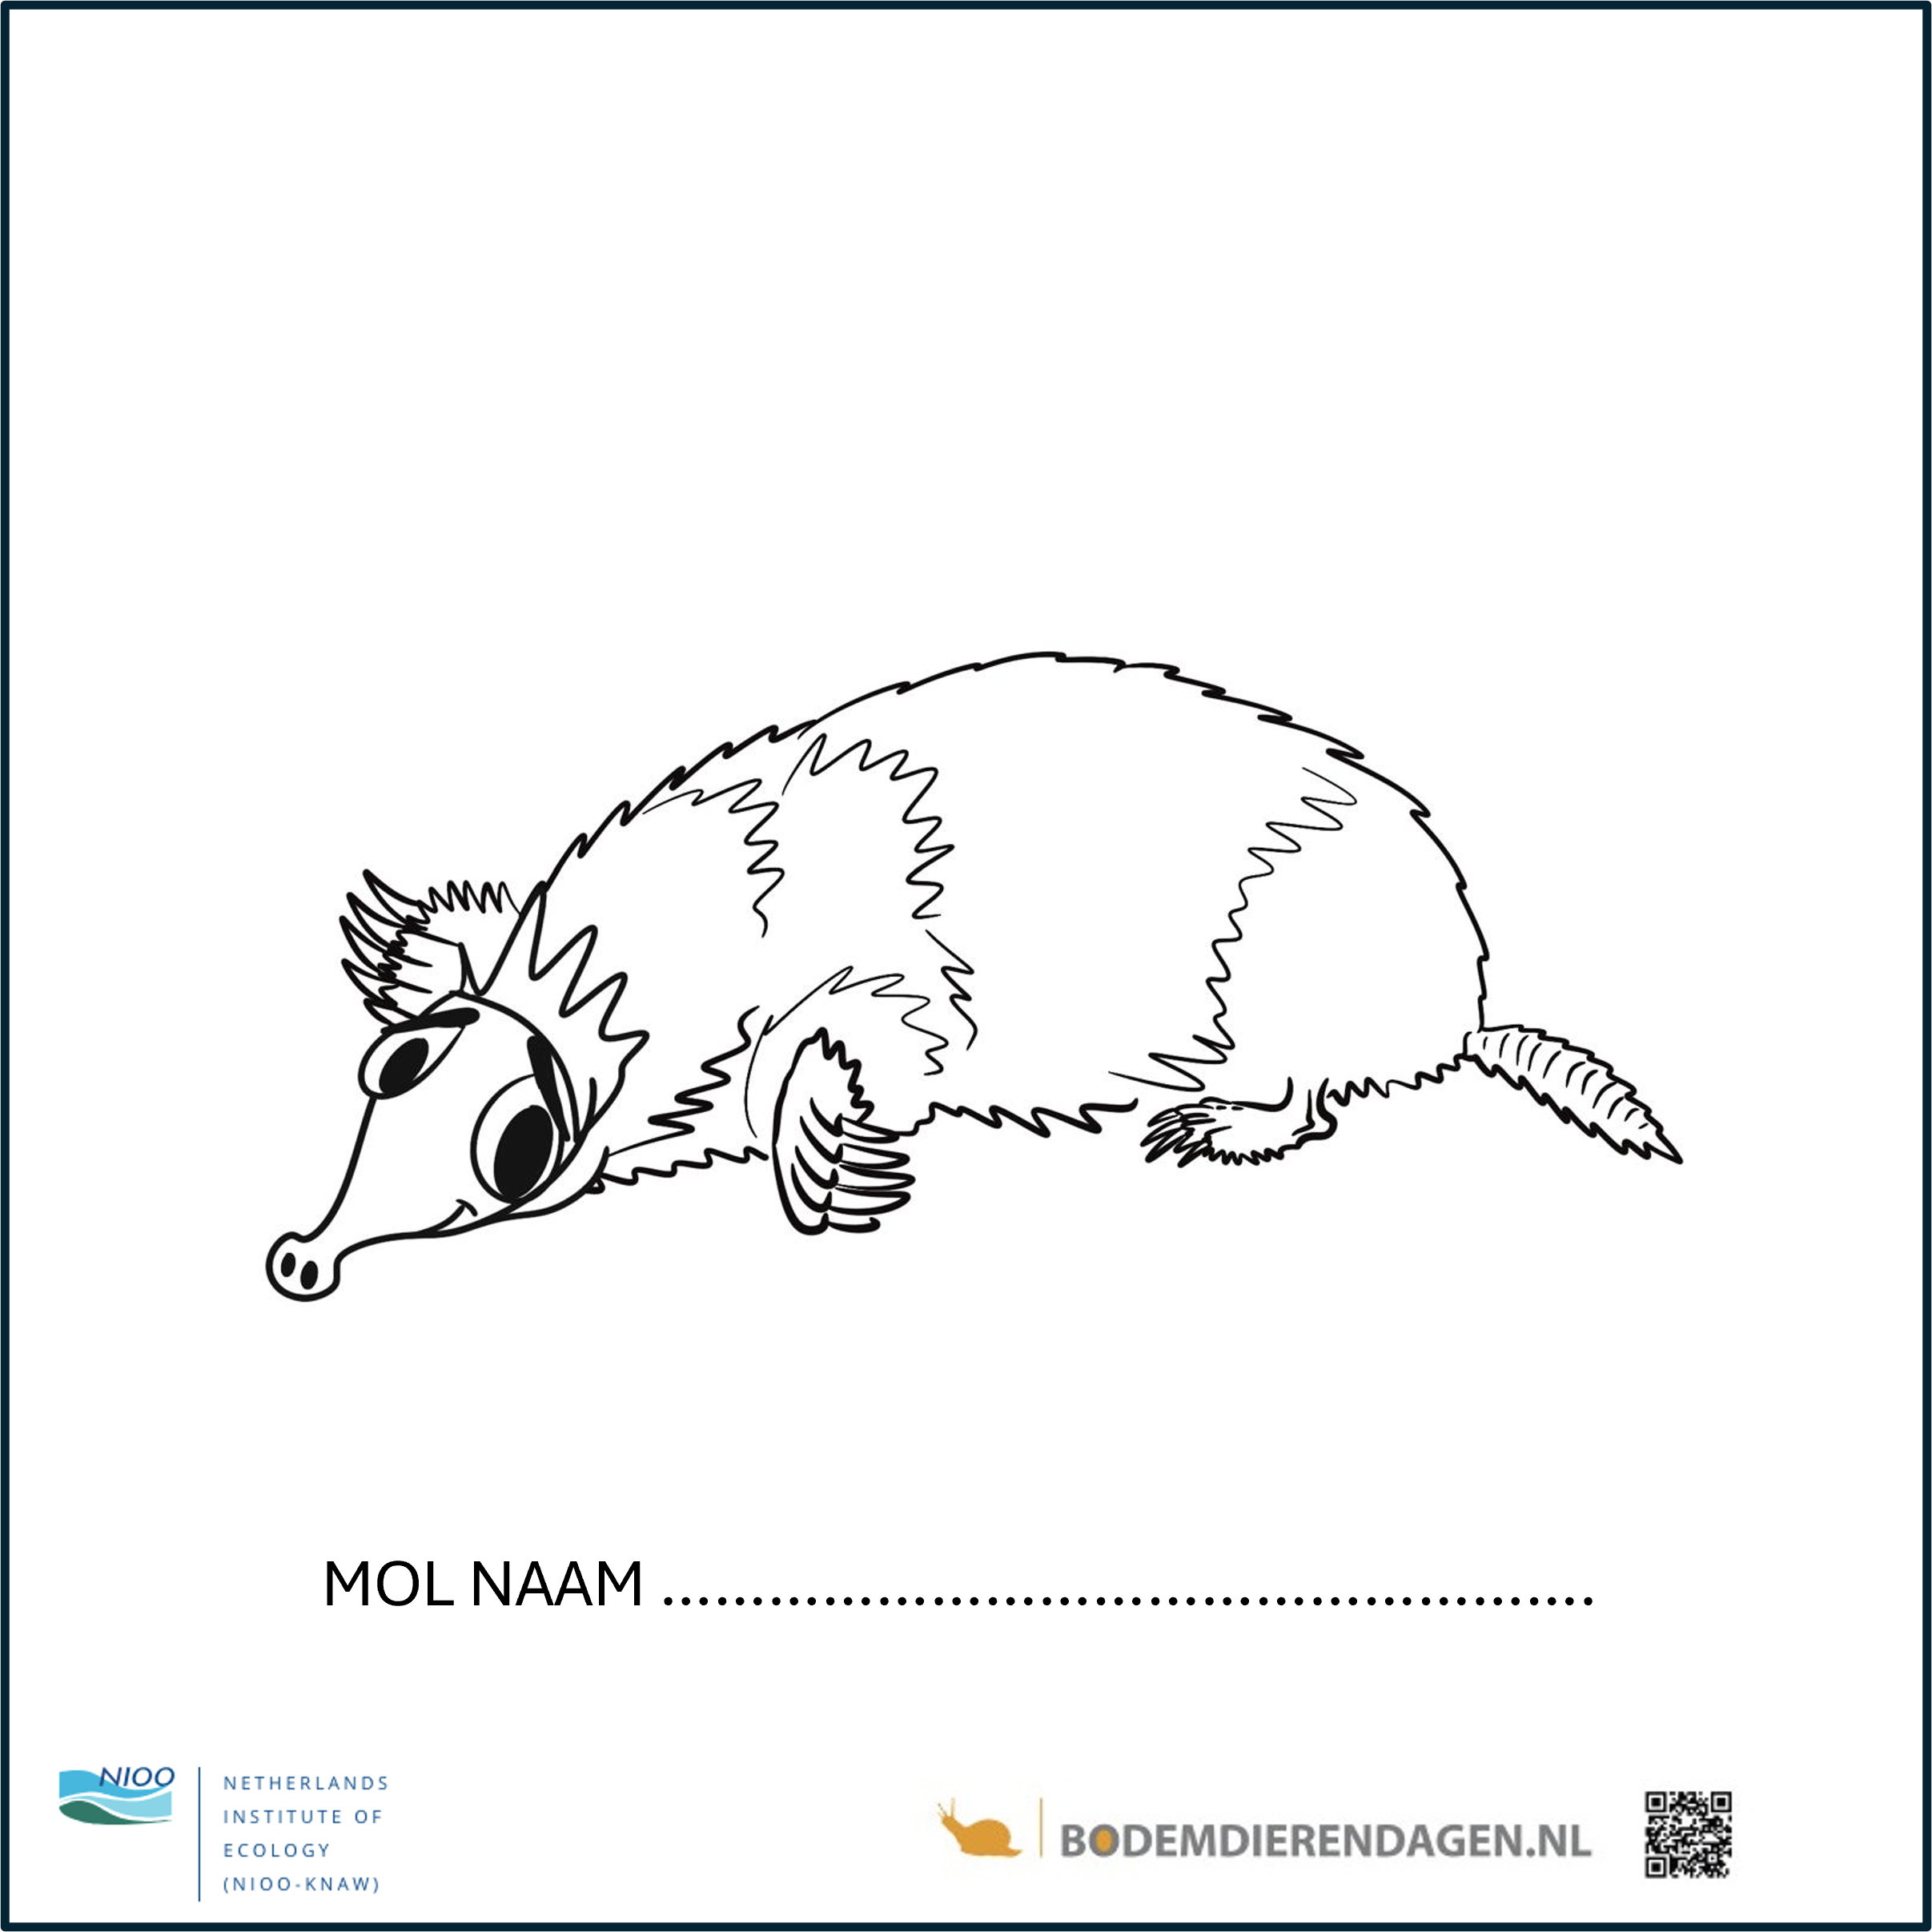 MOL NAAM ....................................................
NIOO
NETHERLANDS
INSTITUTE OF
ECOLOGY
(NIOO-KNAW)
BODEMDIERENDAGEN.NL